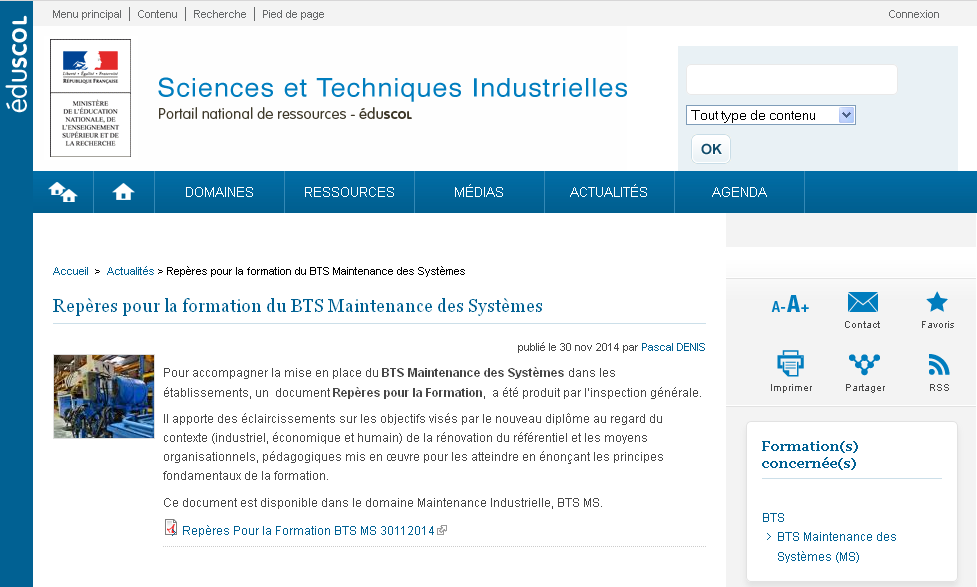 éduscol
Menu principal Contenu Recherche Pied de page Connexion
Liberté • Égalité • Fraternité
RÉPUBLIQUE FRANÇAISE
MINISTÈRE
DE L'ÉDUCATION
NATIONALE, DE
L'ENSEIGNEMENT
SUPÉRIEUR ET DE
LA RECHERCHE
Sciences et Techniques Industrielles
Portail national de ressources - éduscol
Tout type de contenu
OK
DOMAINES RESSOURCES MÉDIAS ACTUALITÉS AGENDA
Accueil > Actualités > Repères pour la formation du BTS Maintenance des Systèmes
Repères pour la formation du BTS Maintenance des Systèmes
publié le 30 nov 2014 par Pascal DENIS
Pour accompagner la mise en place du BTS Maintenance des Systèmes dans les
établissements, un document Repères pour la Formation, a été produit par l'inspection générale.
Il apporte des éclaircissements sur les objectifs visés par le nouveau diplôme au regard du
contexte (industriel, économique et humain) de la rénovation du référentiel et les moyens
organisationnels, pédagogiques mis en œuvre pour les atteindre en énonçant les principes
fondamentaux de la formation.
Ce document est disponible dans le domaine Maintenance Industrielle, BTS MS.
Repères Pour la Formation BTS MS 30112014
A-A+
Contact Favoris
Imprimer Partager RSS
Formation(s)
concernée(s)
BTS
BTS Maintenance des
Systèmes (MS)